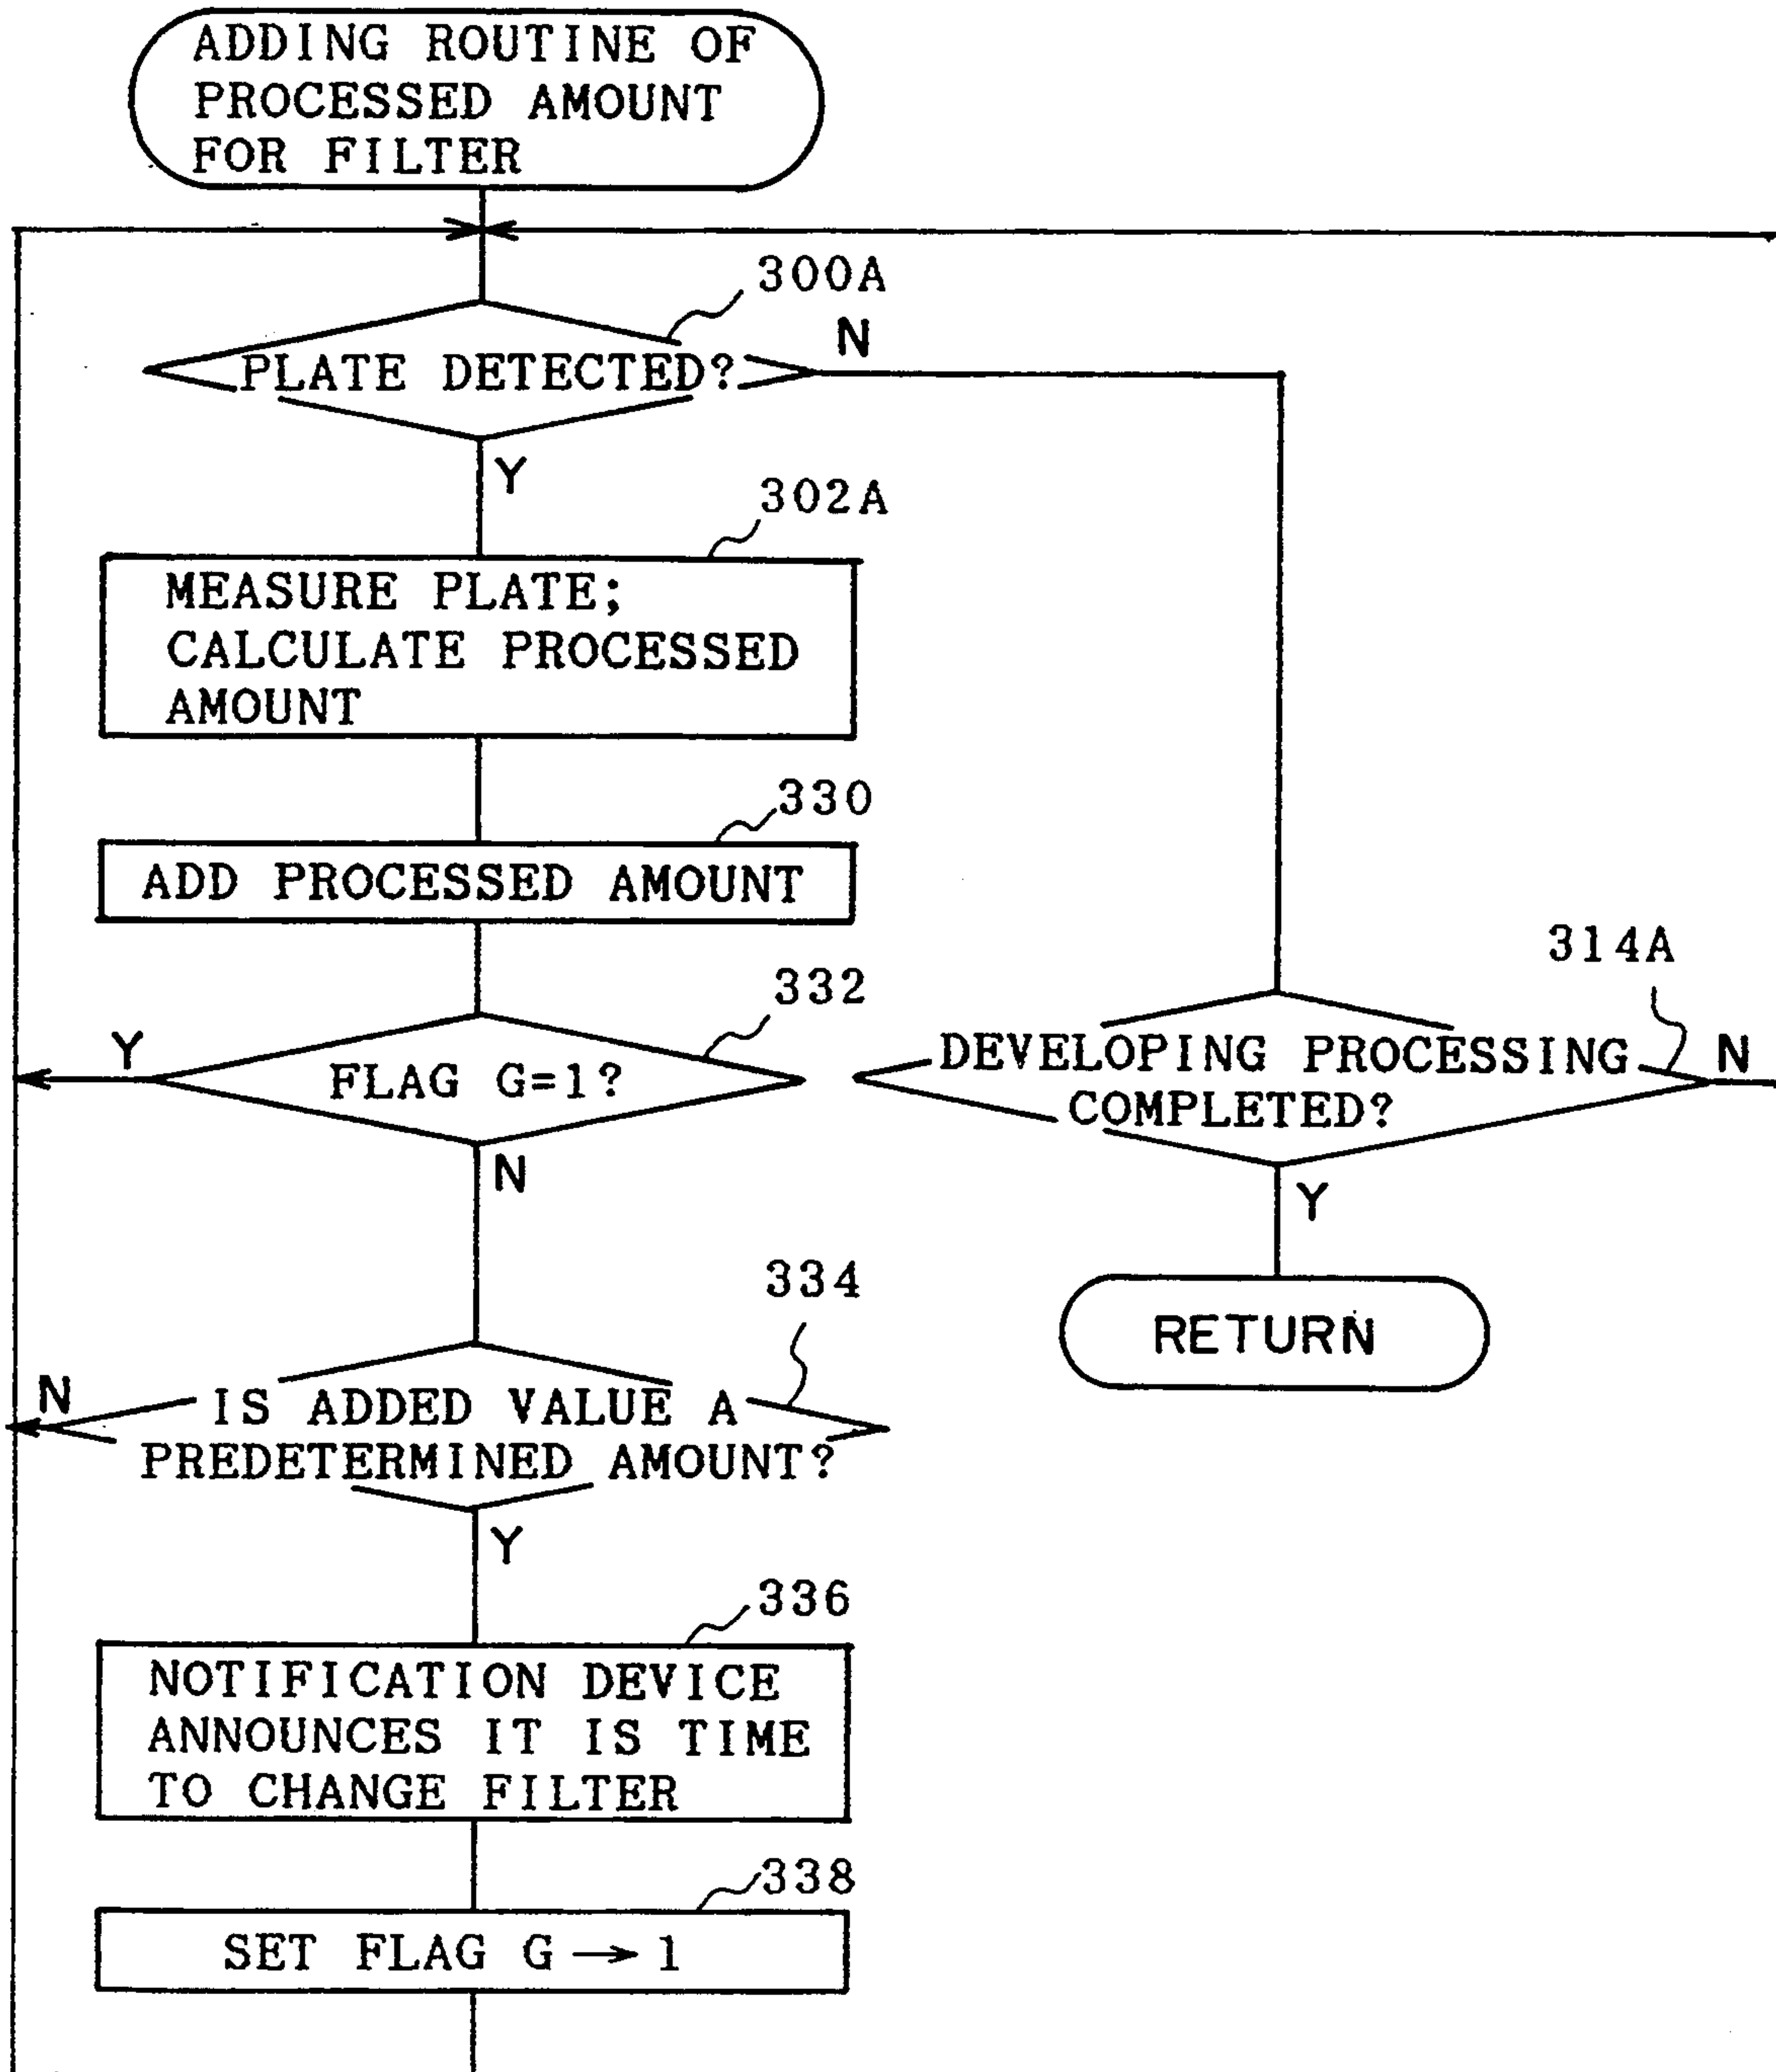 ADDING ROUTINE OF
PROCESSED AMOUNT
FOR FILTER
300A
N
PLATE DETECTED?
Y
302A
MEASURE PLATE;
CALCULATE PROCESSED
AMOUNT
330
ADD PROCESSED AMOUNT
332
Y
FLAG G=1?
N
314A
DEVELOPING PROCESSING
COMPLETED?
N
Y
RETURN
334
N
IS ADDED VALUE A
PREDETERMINED AMOUNT?
Y
336
NOTIFICATION DEVICE
ANNOUNCES IT IS TIME
TO CHANGE FILTER
338
SET FLAG G → 1